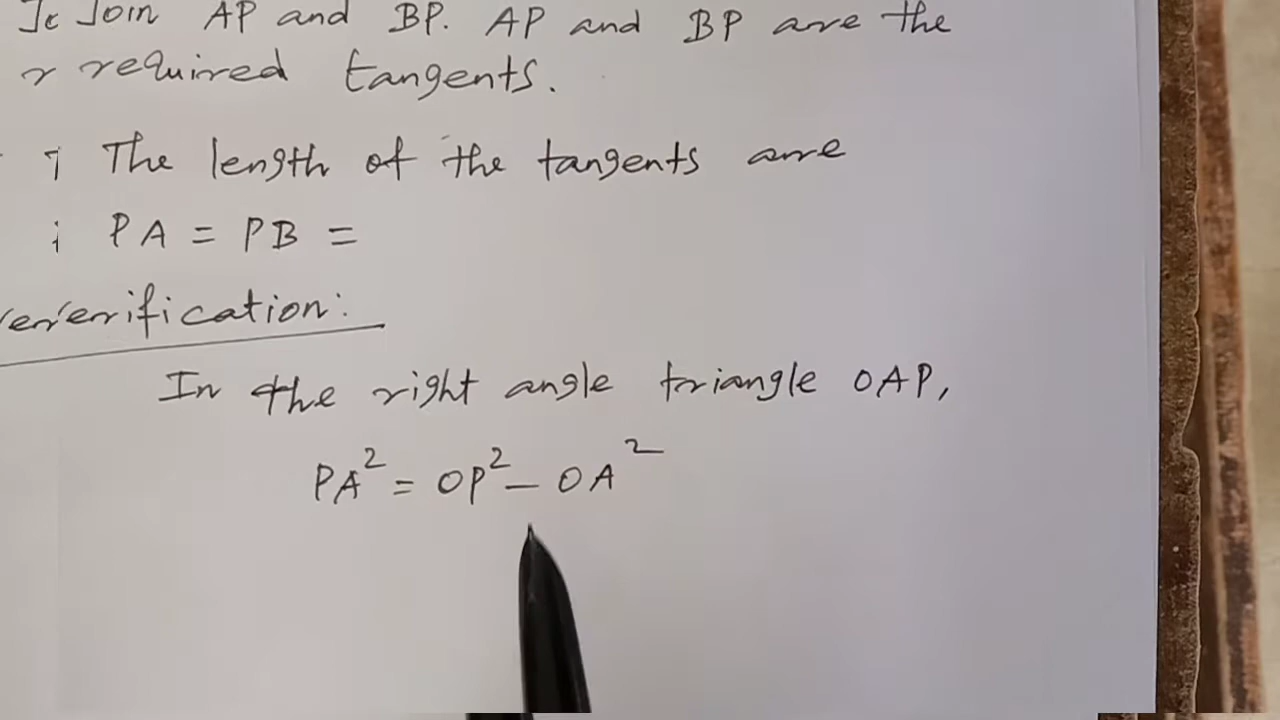 Join AP and BP. AP and BP are the
required tangents.
The length of the tangents are
PA = PB =
verification:
In the right angle triangle OAP,
PA² = OP² - OA²